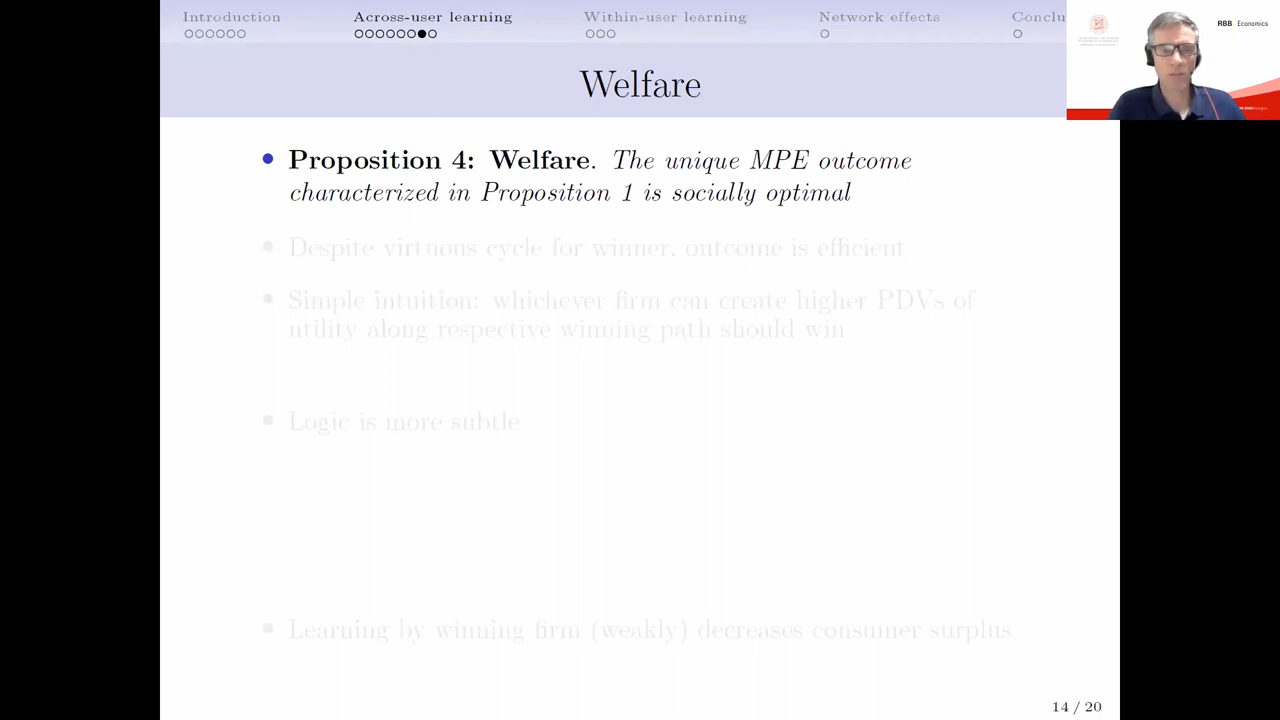 Introduction Across-user learning Within-user learning Network effects Conclu
RBB Economics
Welfare
Proposition 4: Welfare. The unique MPE outcome
characterized in Proposition 1 is socially optimal
Despite virtuous cycle for winner, outcome is efficient
Simple intuition: whichever firm can create higher PDVs of
utility along respective winning path should win
Logic is more subtle
Learning by winning firm (weakly) decreases consumer surplus
14 / 20